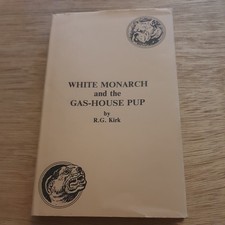 WHITE MONARCH
and the
GAS-HOUSE PUP
by
R.G. Kirk